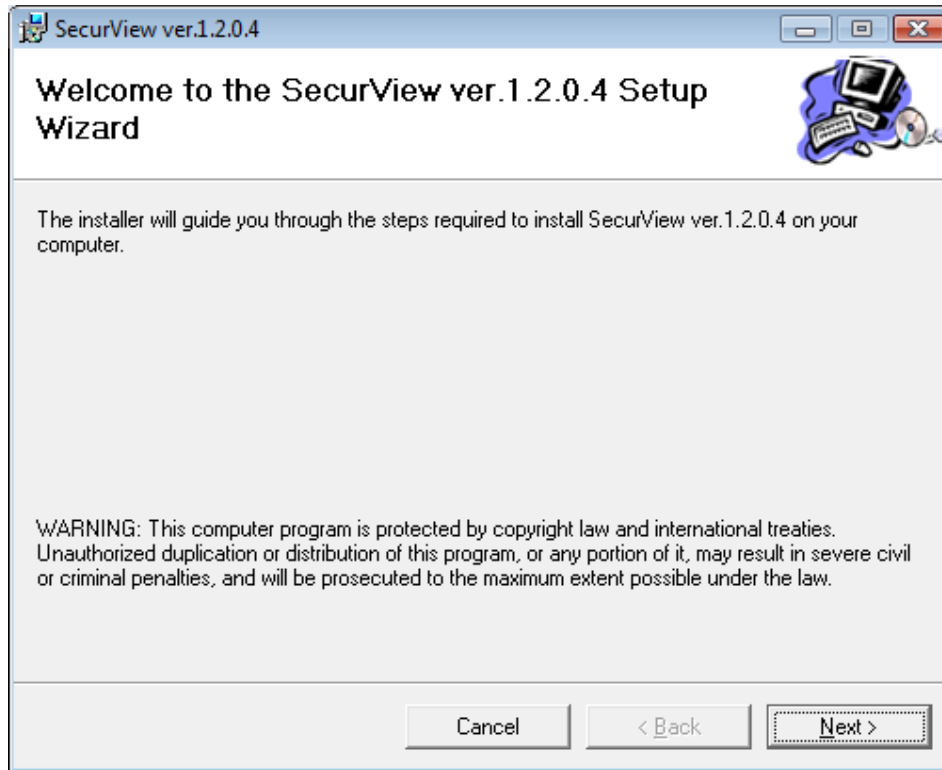 SecurView ver.1.2.0.4
Welcome to the SecurView ver.1.2.0.4 Setup
Wizard
The installer will guide you through the steps required to install SecurView ver.1.2.0.4 on your
computer.
WARNING: This computer program is protected by copyright law and international treaties.
Unauthorized duplication or distribution of this program, or any portion of it, may result in severe civil
or criminal penalties, and will be prosecuted to the maximum extent possible under the law.
Cancel
< Back
Next >